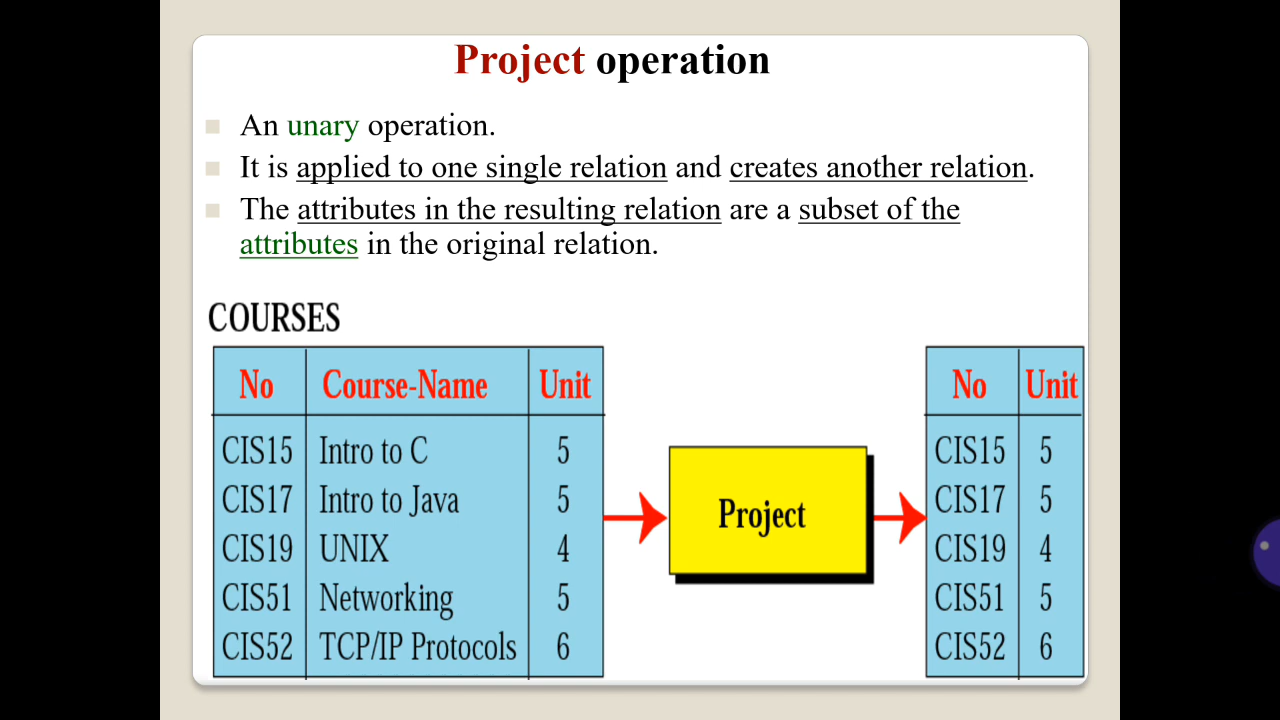 Project operation
An unary operation.
It is applied to one single relation and creates another relation.
The attributes in the resulting relation are a subset of the
attributes in the original relation.
COURSES
No Course-Name Unit
CIS15 Intro to C 5
CIS17 Intro to Java 5
CIS19 UNIX 4
CIS51 Networking 5
CIS52 TCP/IP Protocols 6
Project
No Unit
CIS15 5
CIS17 5
CIS19 4
CIS51 5
CIS52 6